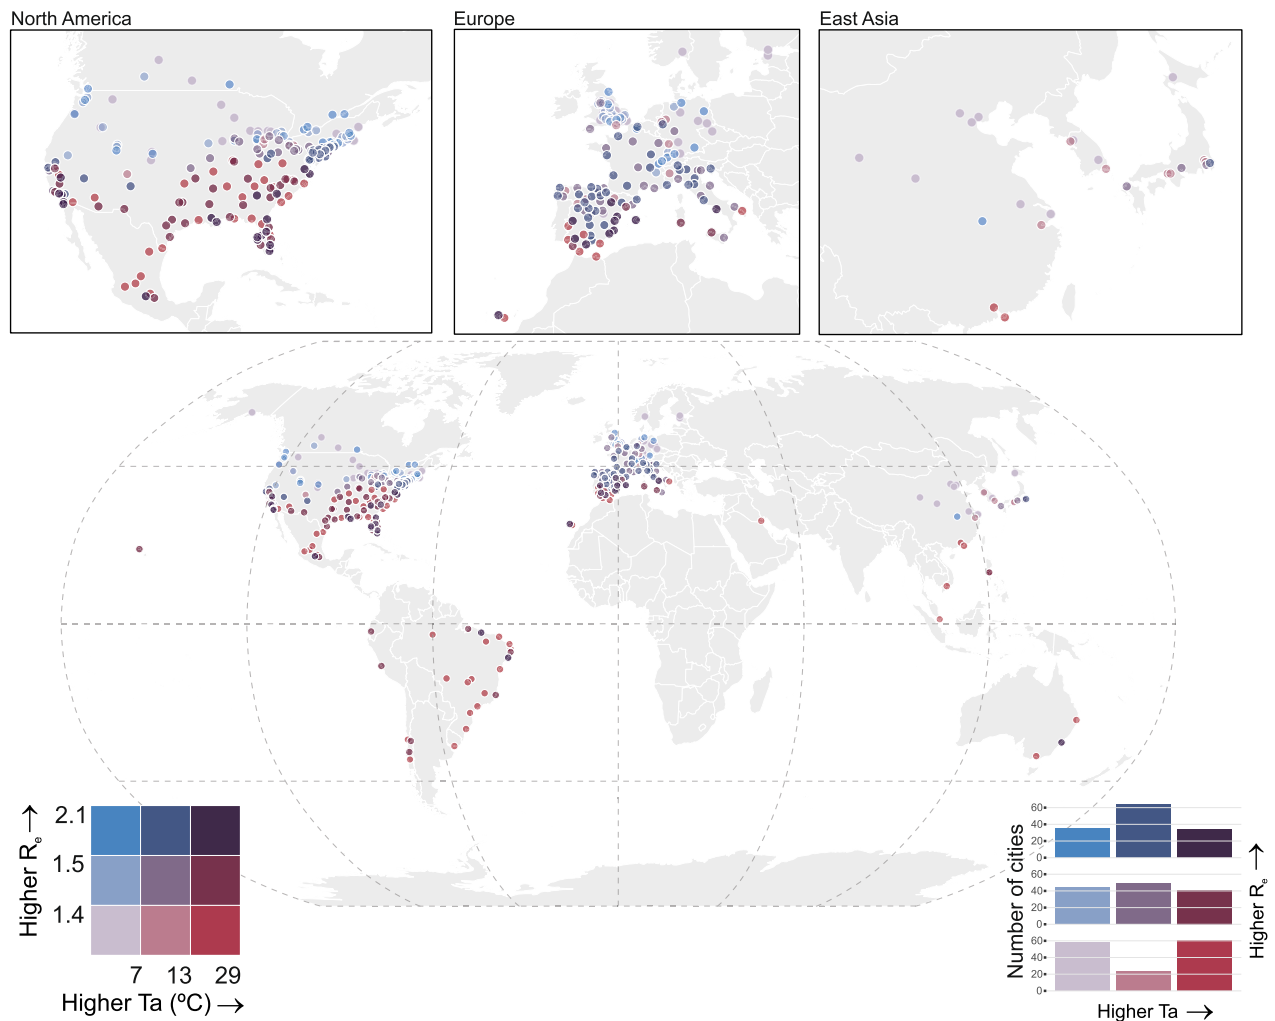 North America
Europe
East Asia
Higher Re →
2.1
1.5
1.4
7 13 29
Higher Ta (ºC) →
Number of cities
60
40
20
0
60
40
20
0
60
40
20
0
Higher Re →
Higher Ta →